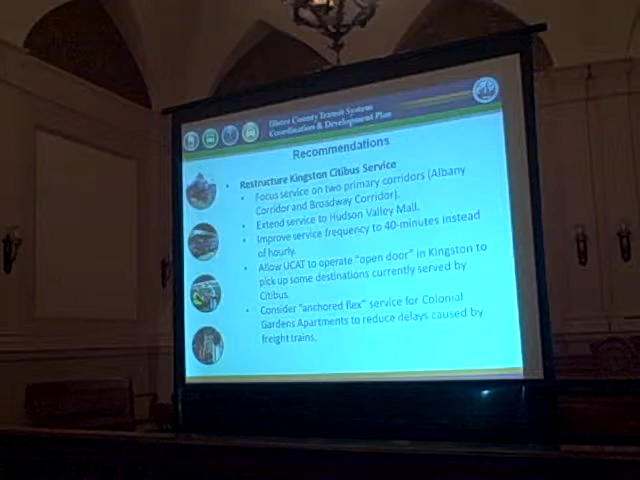 Ulster County Transit System
Coordination & Development Plan
Recommendations
• Restructure Kingston Citibus Service
• Focus service on two primary corridors (Albany
Corridor and Broadway Corridor).
• Extend service to Hudson Valley Mall.
• Improve service frequency to 40-minutes instead
of hourly.
• Allow UCAT to operate "open door" in Kingston to
pick up some destinations currently served by
Citibus.
• Consider "anchored flex" service for Colonial
Gardens Apartments to reduce delays caused by
freight trains.